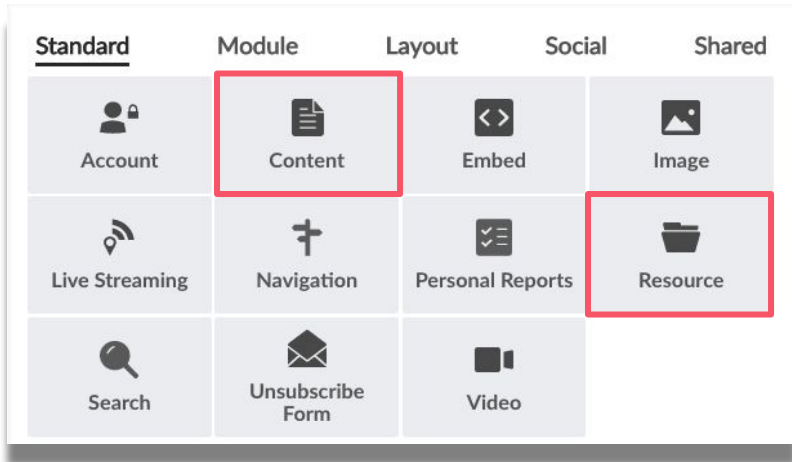 Standard Module Layout Social Shared
Account Content Embed Image
Live Streaming Navigation Personal Reports Resource
Search Unsubscribe Video
Form